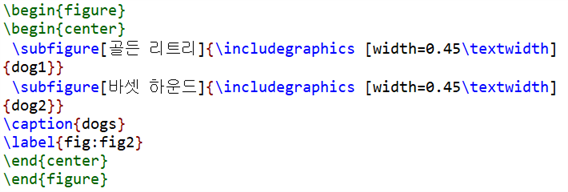 \begin{figure}
\begin{center}
\subfigure[골든 리트리]{\includegraphics [width=0.45\textwidth]
{dog1}}
\subfigure[바셋 하운드]{\includegraphics [width=0.45\textwidth]
{dog2}}
\caption{dogs}
\label{fig:fig2}
\end{center}
\end{figure}